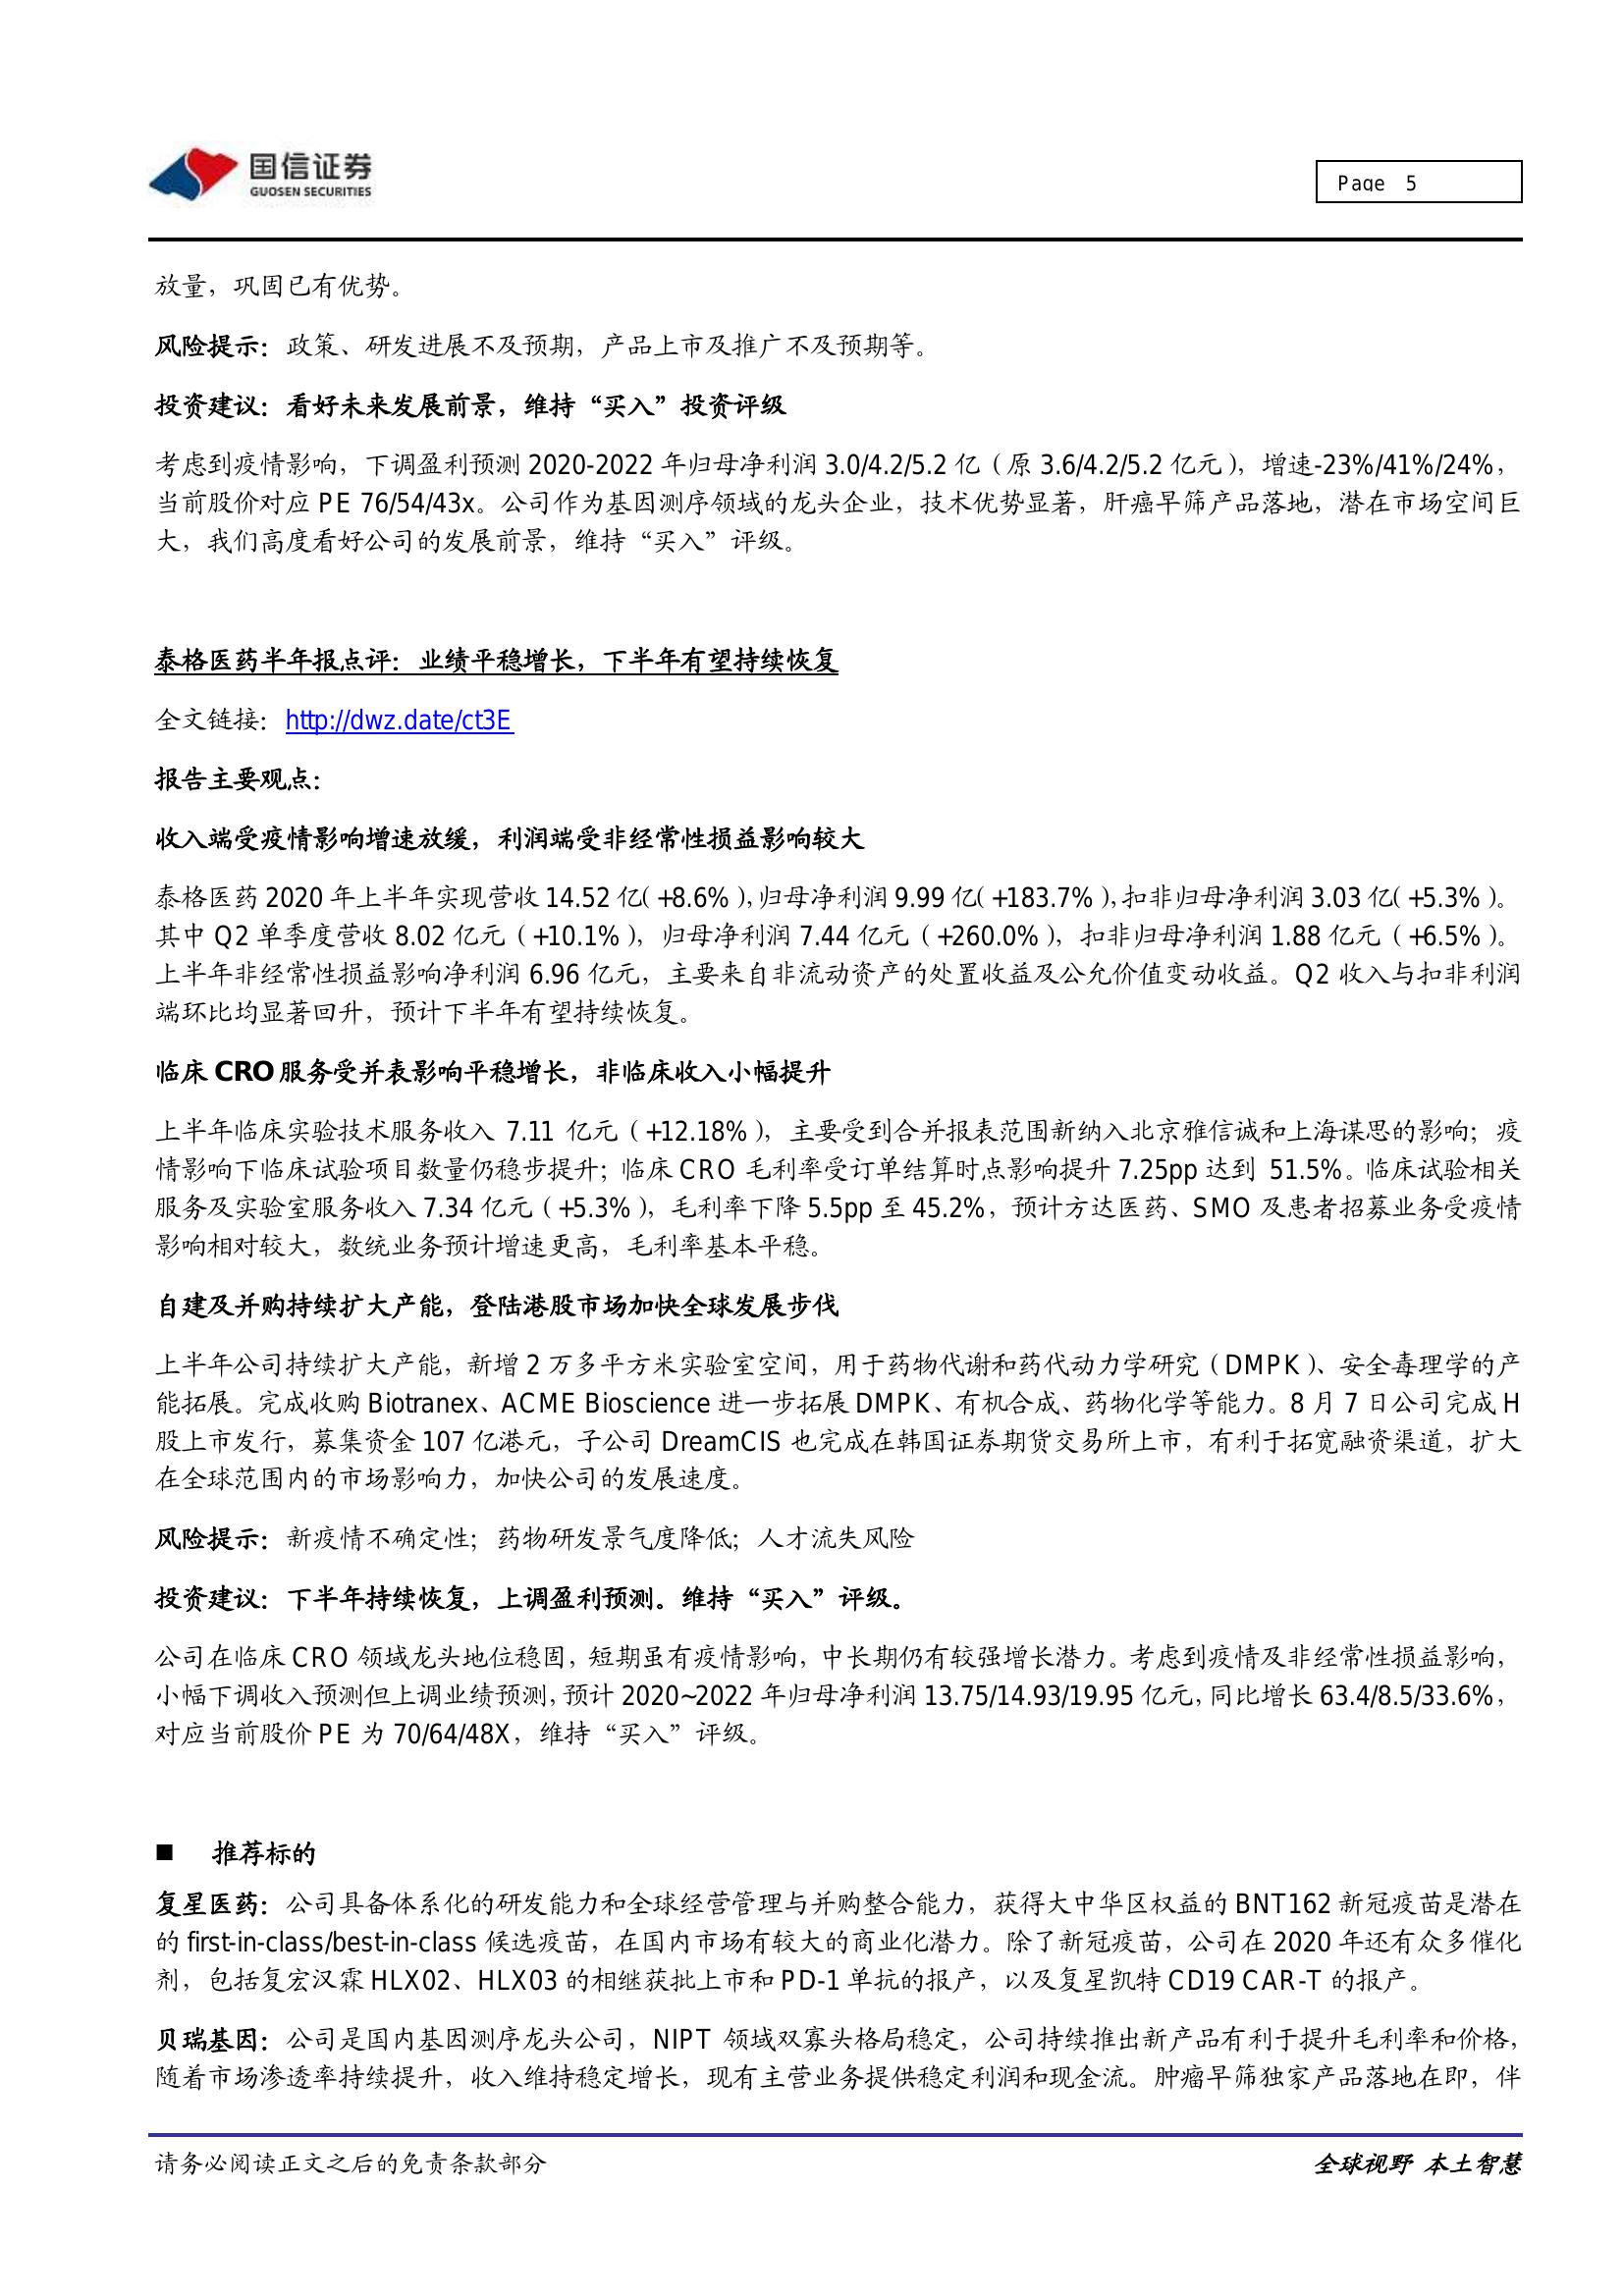 国信证券
GUOSEN SECURITIES
Page 5
放量，巩固已有优势。
风险提示：政策、研发进展不及预期，产品上市及推广不及预期等。
投资建议：看好未来发展前景，维持“买入”投资评级
考虑到疫情影响，下调盈利预测 2020-2022 年归母净利润 3.0/4.2/5.2 亿（原 3.6/4.2/5.2 亿元），增速-23%/41%/24%，
当前股价对应 PE 76/54/43x。公司作为基因测序领域的龙头企业，技术优势显著，肝癌早筛产品落地，潜在市场空间巨
大，我们高度看好公司的发展前景，维持“买入”评级。
泰格医药半年报点评：业绩平稳增长，下半年有望持续恢复
全文链接：http://dwz.date/ct3E
报告主要观点：
收入端受疫情影响增速放缓，利润端受非经常性损益影响较大
泰格医药 2020 年上半年实现营收 14.52 亿（+8.6%），归母净利润 9.99 亿（+183.7%），扣非归母净利润 3.03 亿（+5.3%）。
其中 Q2 单季度营收 8.02 亿元（+10.1%），归母净利润 7.44 亿元（+260.0%），扣非归母净利润 1.88 亿元（+6.5%）。
上半年非经常性损益影响净利润 6.96 亿元，主要来自非流动资产的处置收益及公允价值变动收益。Q2 收入与扣非利润
端环比均显著回升，预计下半年有望持续恢复。
临床 CRO 服务受并表影响平稳增长，非临床收入小幅提升
上半年临床实验技术服务收入 7.11 亿元（+12.18%），主要受到合并报表范围新纳入北京雅信诚和上海谋思的影响；疫
情影响下临床试验项目数量仍稳步提升；临床 CRO 毛利率受订单结算时点影响提升 7.25pp 达到 51.5%。临床试验相关
服务及实验室服务收入 7.34 亿元（+5.3%），毛利率下降 5.5pp 至 45.2%，预计方达医药、SMO 及患者招募业务受疫情
影响相对较大，数统业务预计增速更高，毛利率基本平稳。
自建及并购持续扩大产能，登陆港股市场加快全球发展步伐
上半年公司持续扩大产能，新增 2 万多平方米实验室空间，用于药物代谢和药代动力学研究（DMPK）、安全毒理学的产
能拓展。完成收购 Biotranex、ACME Bioscience 进一步拓展 DMPK、有机合成、药物化学等能力。8 月 7 日公司完成 H
股上市发行，募集资金 107 亿港元，子公司 DreamCIS 也完成在韩国证券期货交易所上市，有利于拓宽融资渠道，扩大
在全球范围内的市场影响力，加快公司的发展速度。
风险提示：新疫情不确定性；药物研发景气度降低；人才流失风险
投资建议：下半年持续恢复，上调盈利预测。维持“买入”评级。
公司在临床 CRO 领域龙头地位稳固，短期虽有疫情影响，中长期仍有较强增长潜力。考虑到疫情及非经常性损益影响，
小幅下调收入预测但上调业绩预测，预计 2020~2022 年归母净利润 13.75/14.93/19.95 亿元，同比增长 63.4/8.5/33.6%，
对应当前股价 PE 为 70/64/48X，维持“买入”评级。
■ 推荐标的
复星医药：公司具备体系化的研发能力和全球经营管理与并购整合能力，获得大中华区权益的 BNT162 新冠疫苗是潜在
的 first-in-class/best-in-class 候选疫苗，在国内市场有较大的商业化潜力。除了新冠疫苗，公司在 2020 年还有众多催化
剂，包括复宏汉霖 HLX02、HLX03 的相继获批上市和 PD-1 单抗的报产，以及复星凯特 CD19 CAR-T 的报产。
贝瑞基因：公司是国内基因测序龙头公司，NIPT 领域双寡头格局稳定，公司持续推出新产品有利于提升毛利率和价格，
随着市场渗透率持续提升，收入维持稳定增长，现有主营业务提供稳定利润和现金流。肿瘤早筛独家产品落地在即，伴
请务必阅读正文之后的免责条款部分
全球视野 本土智慧